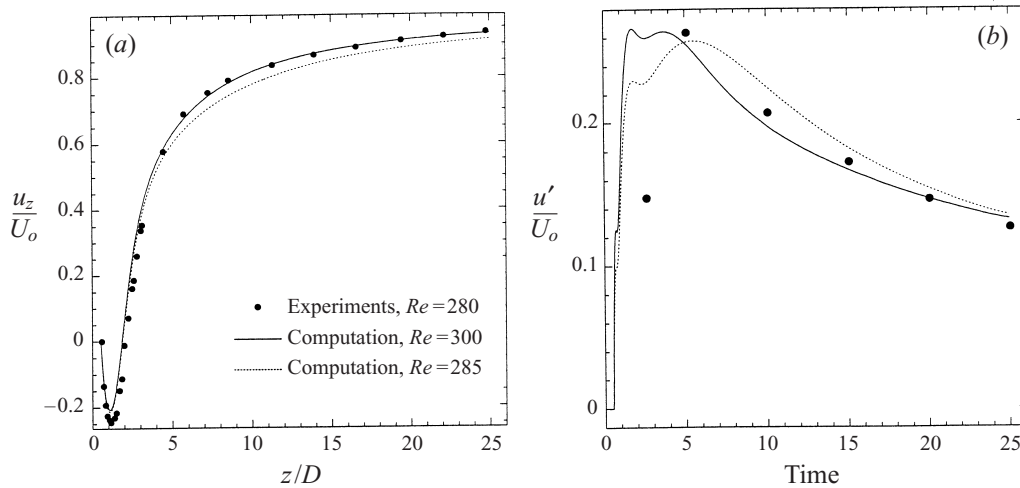 (a)
0.8
0.6
0.4
0.2
0
−0.2
u_z
U_o
0
5
10
15
20
25
z/D
Experiments, Re=280
Computation, Re=300
Computation, Re=285
(b)
0.2
0.1
0
u′
U_o
0
5
10
15
20
25
Time